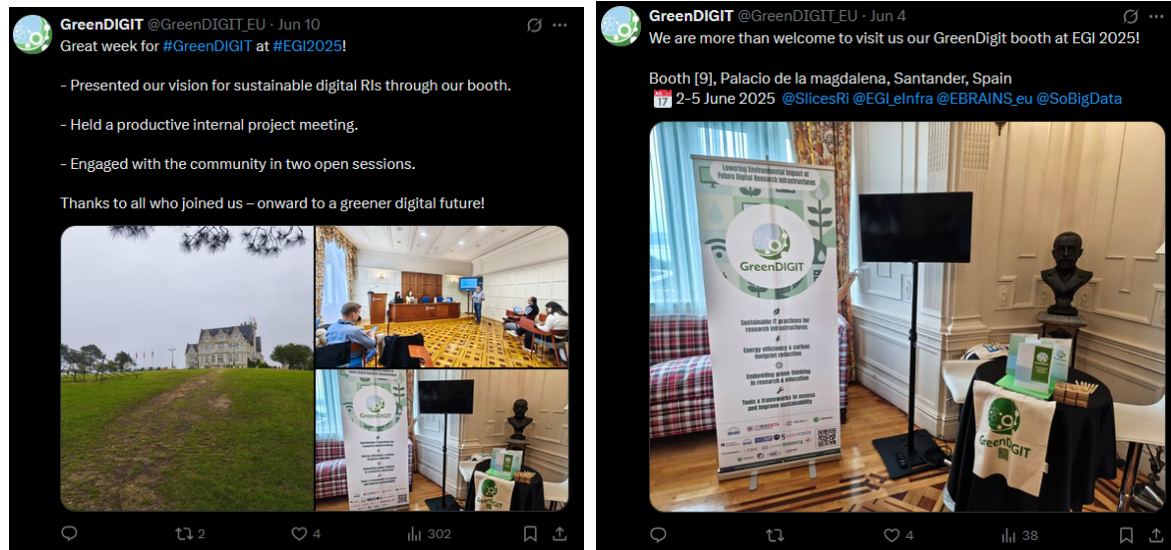 GreenDIGIT @GreenDIGIT_EU · Jun 10
Great week for #GreenDIGIT at #EGI2025!
- Presented our vision for sustainable digital RIs through our booth.
- Held a productive internal project meeting.
- Engaged with the community in two open sessions.
Thanks to all who joined us – onward to a greener digital future!
GreenDIGIT
2
4
302
GreenDIGIT @GreenDIGIT_EU · Jun 4
We are more than welcome to visit us our GreenDigit booth at EGI 2025!
Booth [9], Palacio de la magdalena, Santander, Spain
📅 2-5 June 2025 @SlicesRi @EGI_eInfra @EBRAINS_eu @SoBigData
Lowering Environmental Impact of
Future Digital Research Infrastructures
GreenDIGIT
Sustainable IT practices for
research infrastructures
Energy efficiency & carbon
footprint reduction
Embedding green thinking
in research & education
Tools & frameworks to assess
and improve sustainability
GreenDIGIT
4
38